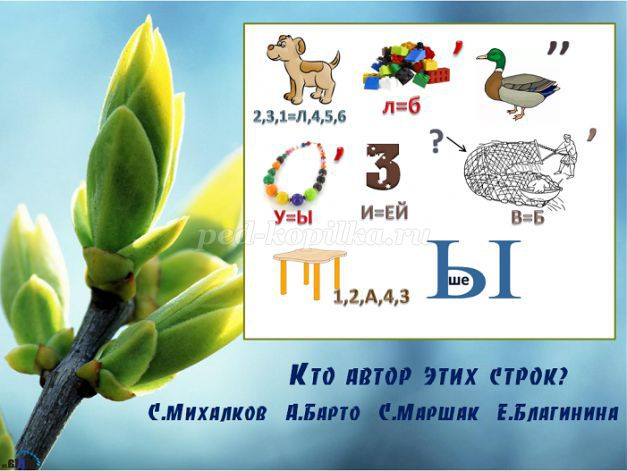 2,3,1=Л,4,5,6
’
л=б
’’
’
У=Ы
3
И=ЕЙ
?
’
В=Б
ped-kopilka.ru
1,2,А,4,3
Ы
ше
Кто автор этих строк?
С.Михалков А.Барто С.Маршак Е.Благинина